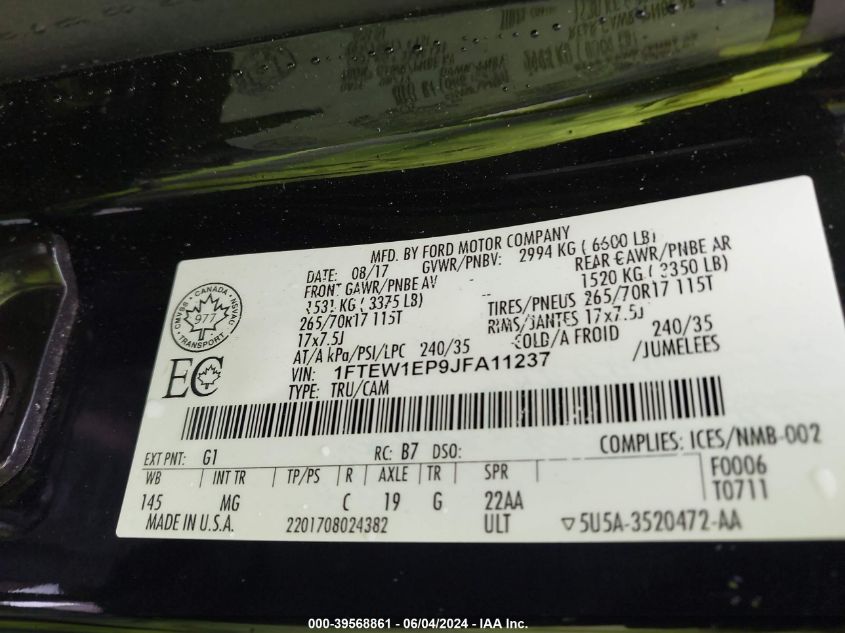 MFD. BY FORD MOTOR COMPANY
DATE: 08/17 GVWR/PNBV: 2994 KG ( 6600 LB)
FRONT GAWR/PNBE AV REAR GAWR/PNBE AR
1531 KG ( 3375 LB) 1520 KG ( 3350 LB)
265/70R17 115T TIRES/PNEUS 265/70R17 115T
17x7.5J RIMS/JANTES 17x7.5J
AT/A kPa/PSI/LPC 240/35 COLD/A FROID 240/35
VIN: 1FTEW1EP9JFA11237 /JUMELEES
TYPE: TRU/CAM
CANADA
CMVSS NSVAC
977
TRANSPORT
EC
EXT PNT: G1 RC: B7 DSO: COMPLIES: ICES/NMB-002
WB INT TR TP/PS R AXLE TR SPR F0006
145 MG C 19 G 22AA T0711
MADE IN U.S.A. 2201708024382 ULT ▽5U5A-3520472-AA
000-39568861 - 06/04/2024 - IAA Inc.